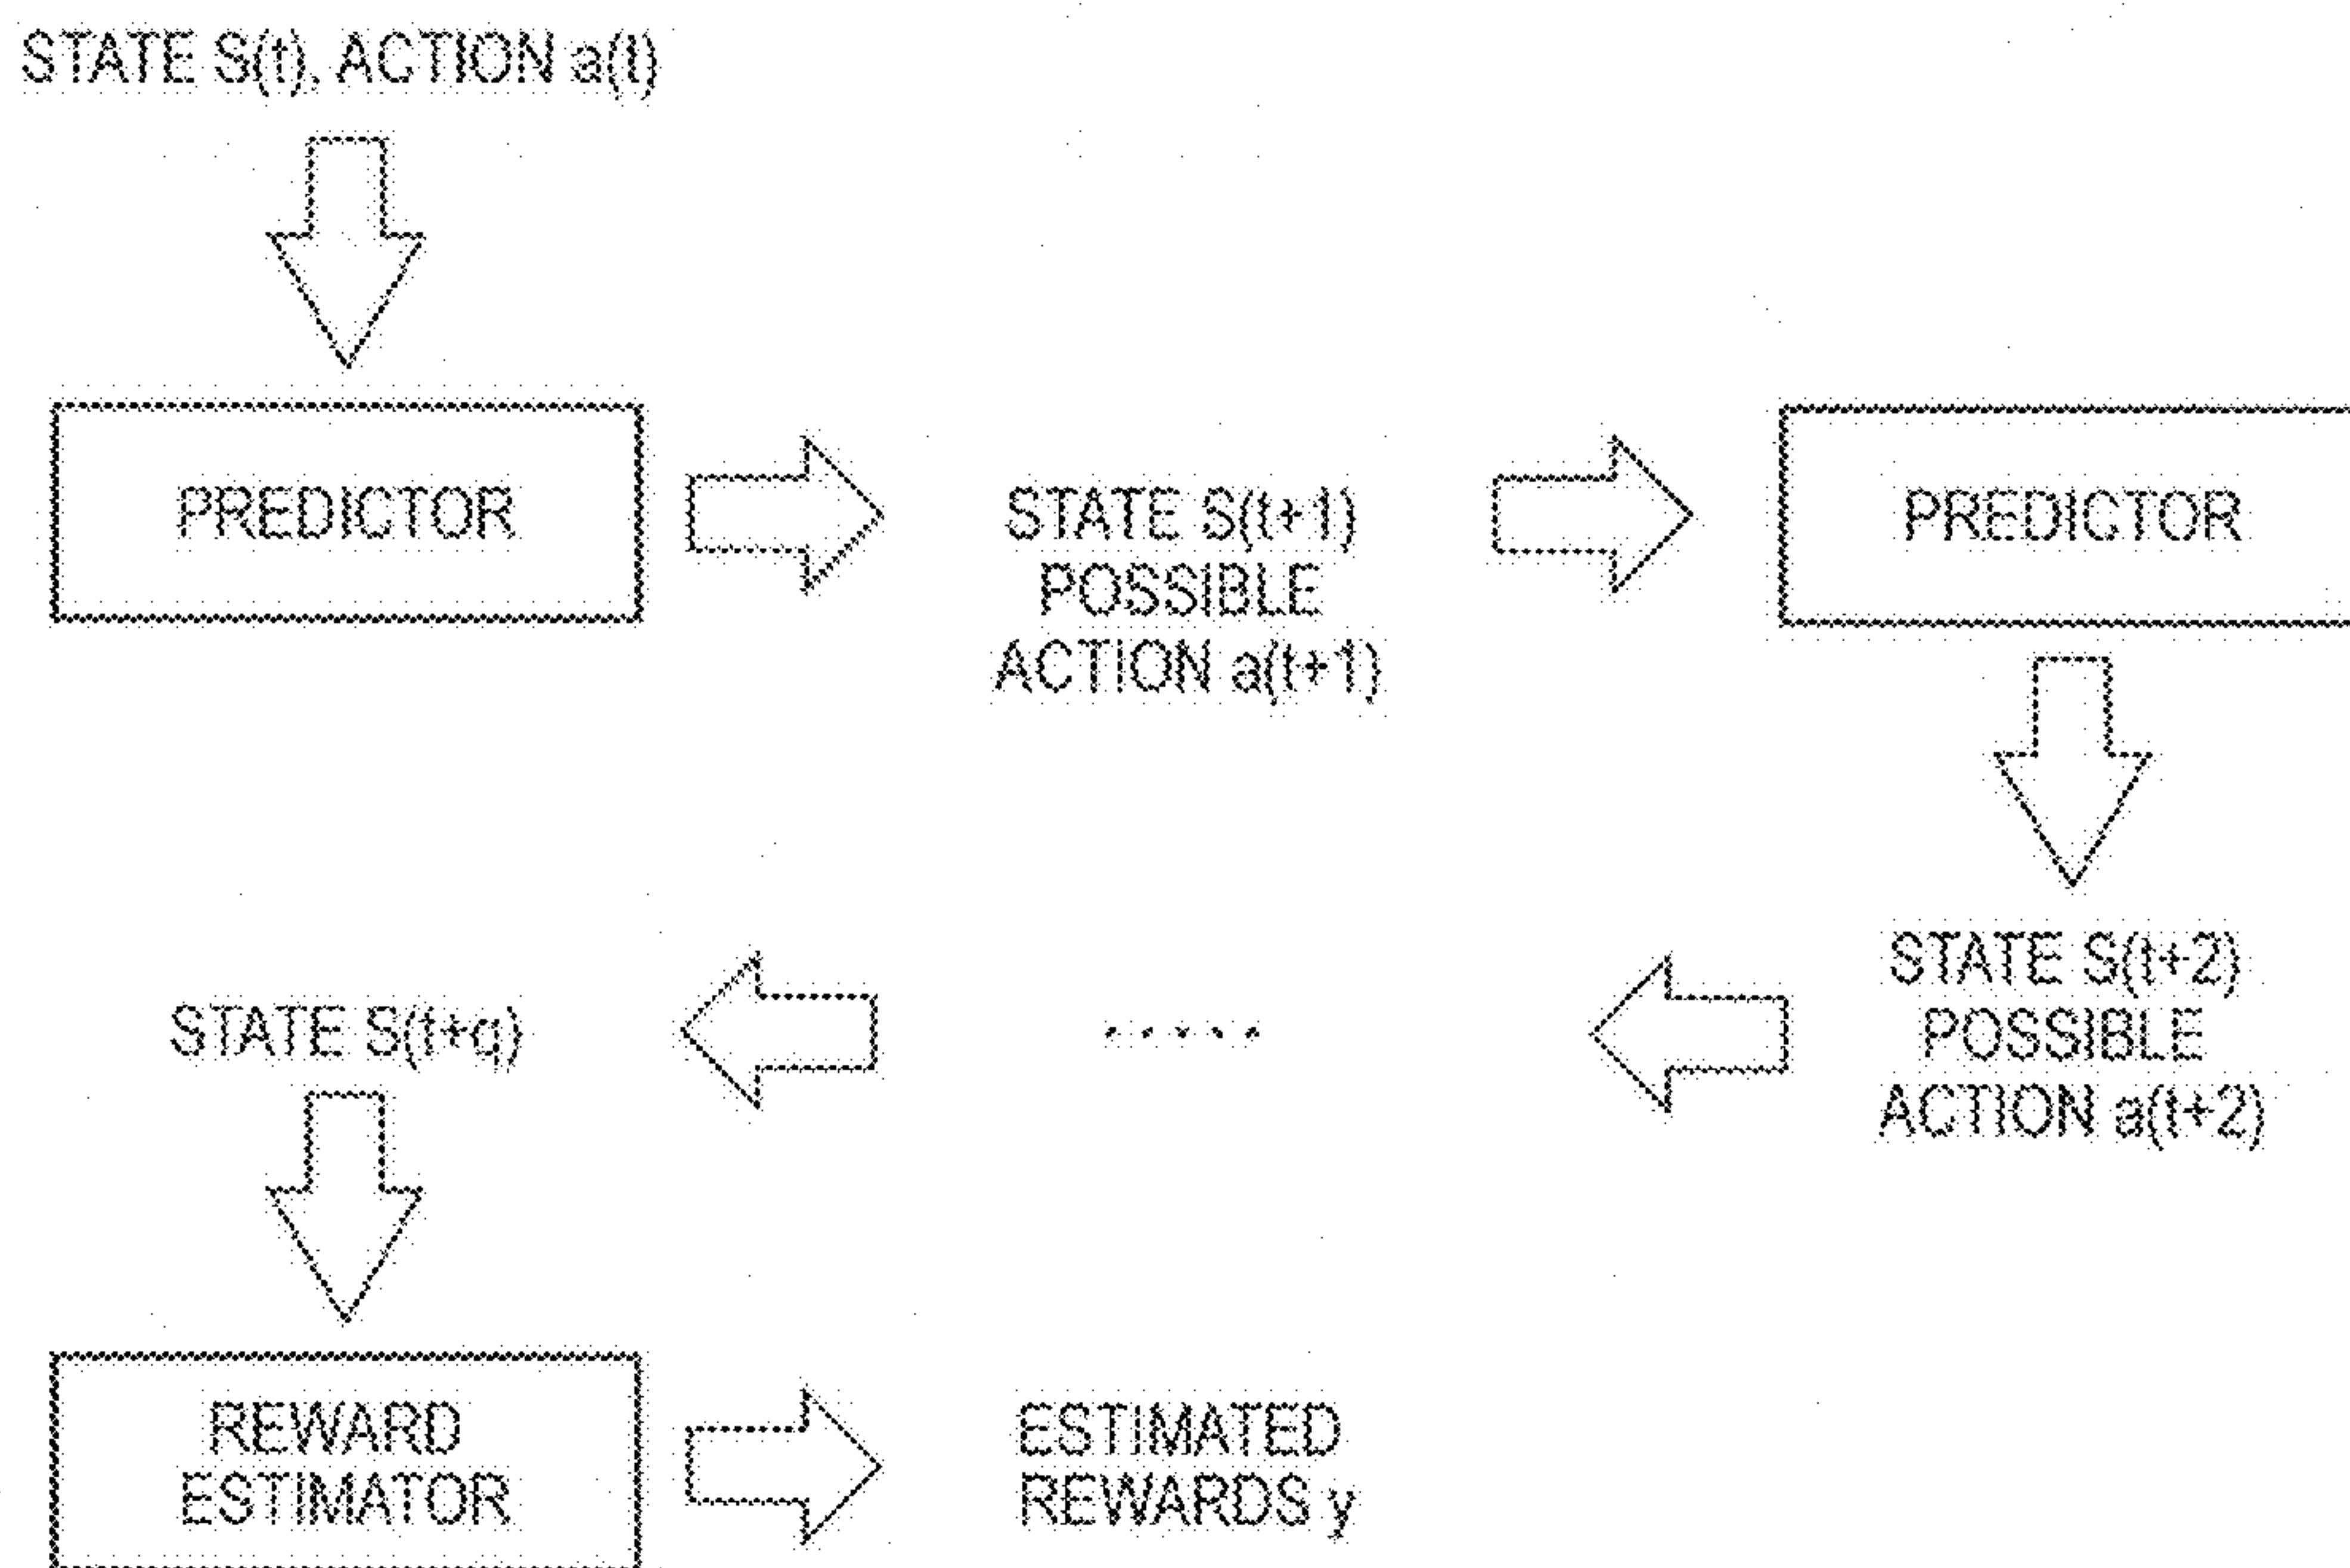 STATE S(t), ACTION a(t)
PREDICTOR
STATE S(t+1)
POSSIBLE
ACTION a(t+1)
PREDICTOR
STATE S(t+2)
POSSIBLE
ACTION a(t+2)
.....
STATE S(t+q)
REWARD
ESTIMATOR
ESTIMATED
REWARDS y